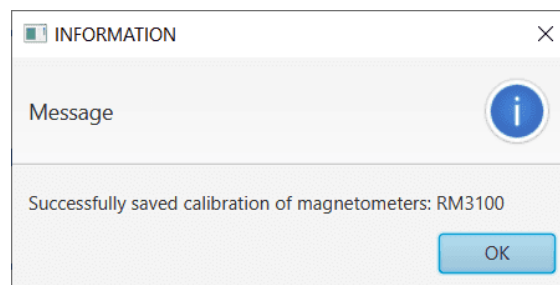 INFORMATION
Message
Successfully saved calibration of magnetometers: RM3100
OK